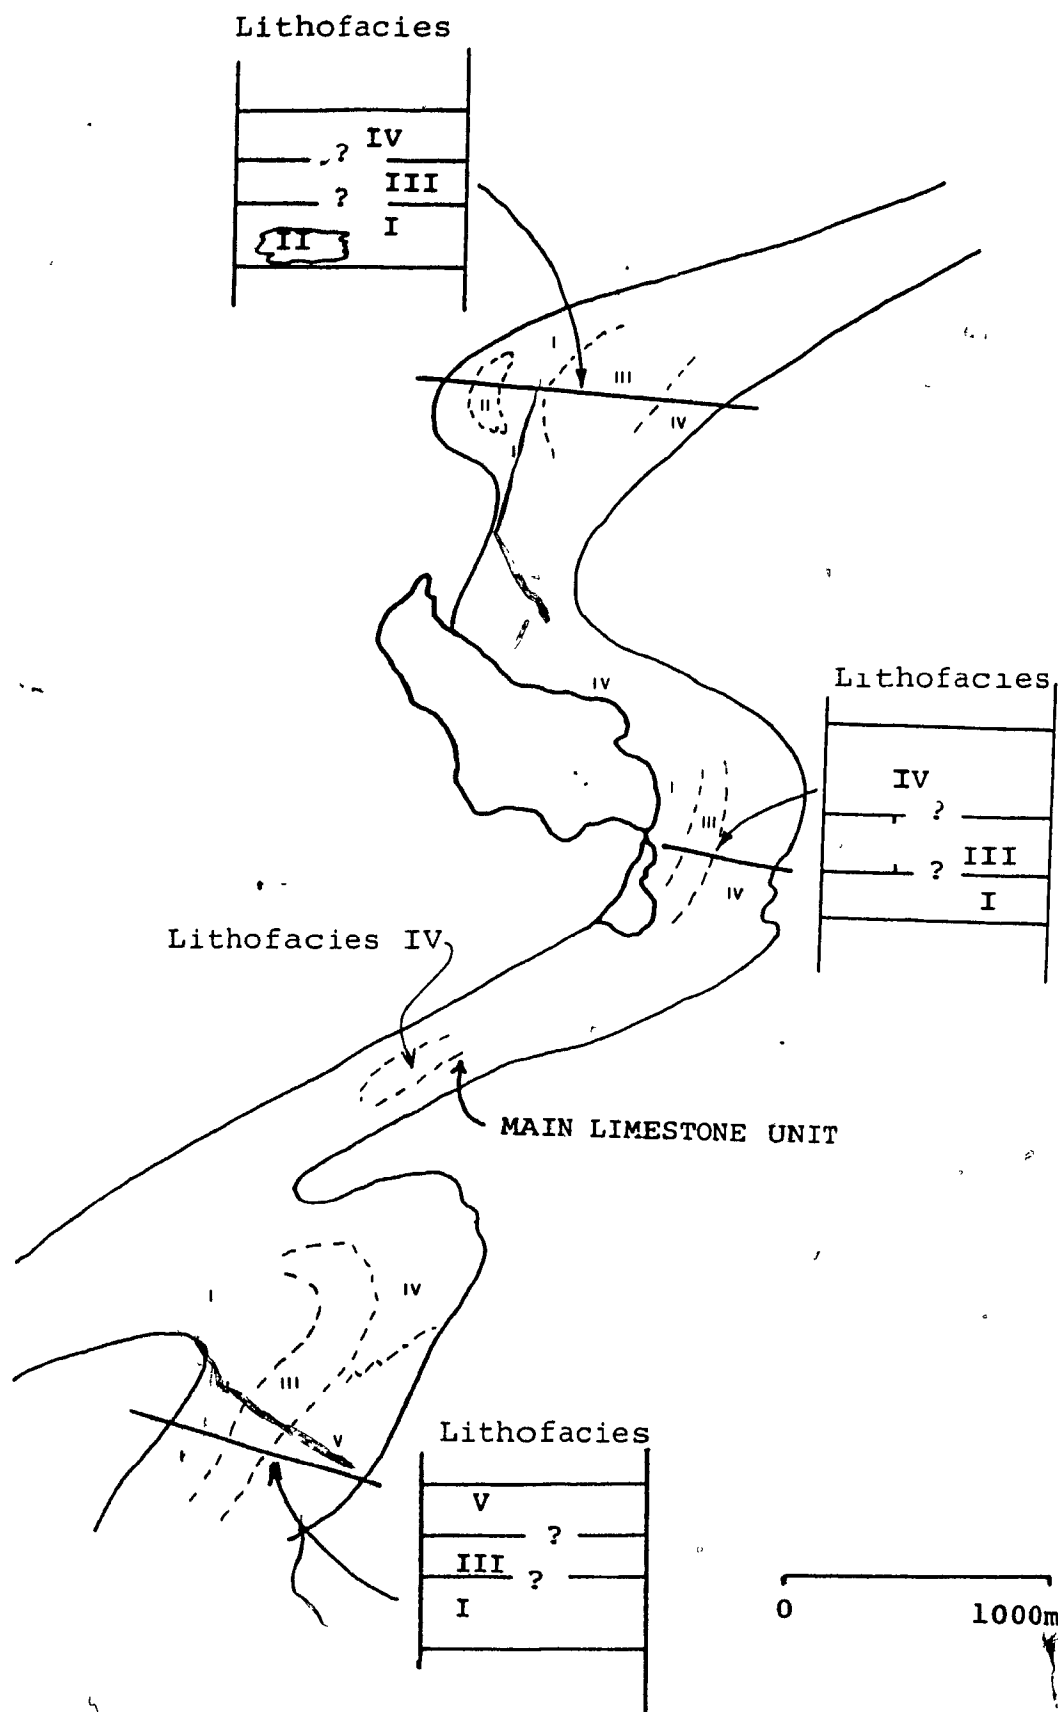 Lithofacies
IV
?
III
?
I
II
I
III
II
IV
I
IV
Lithofacies
IV
?
III
?
I
I
I
III
IV
Lithofacies IV
MAIN LIMESTONE UNIT
I
IV
III
V
I
Lithofacies
V
?
III
?
I
0
1000m